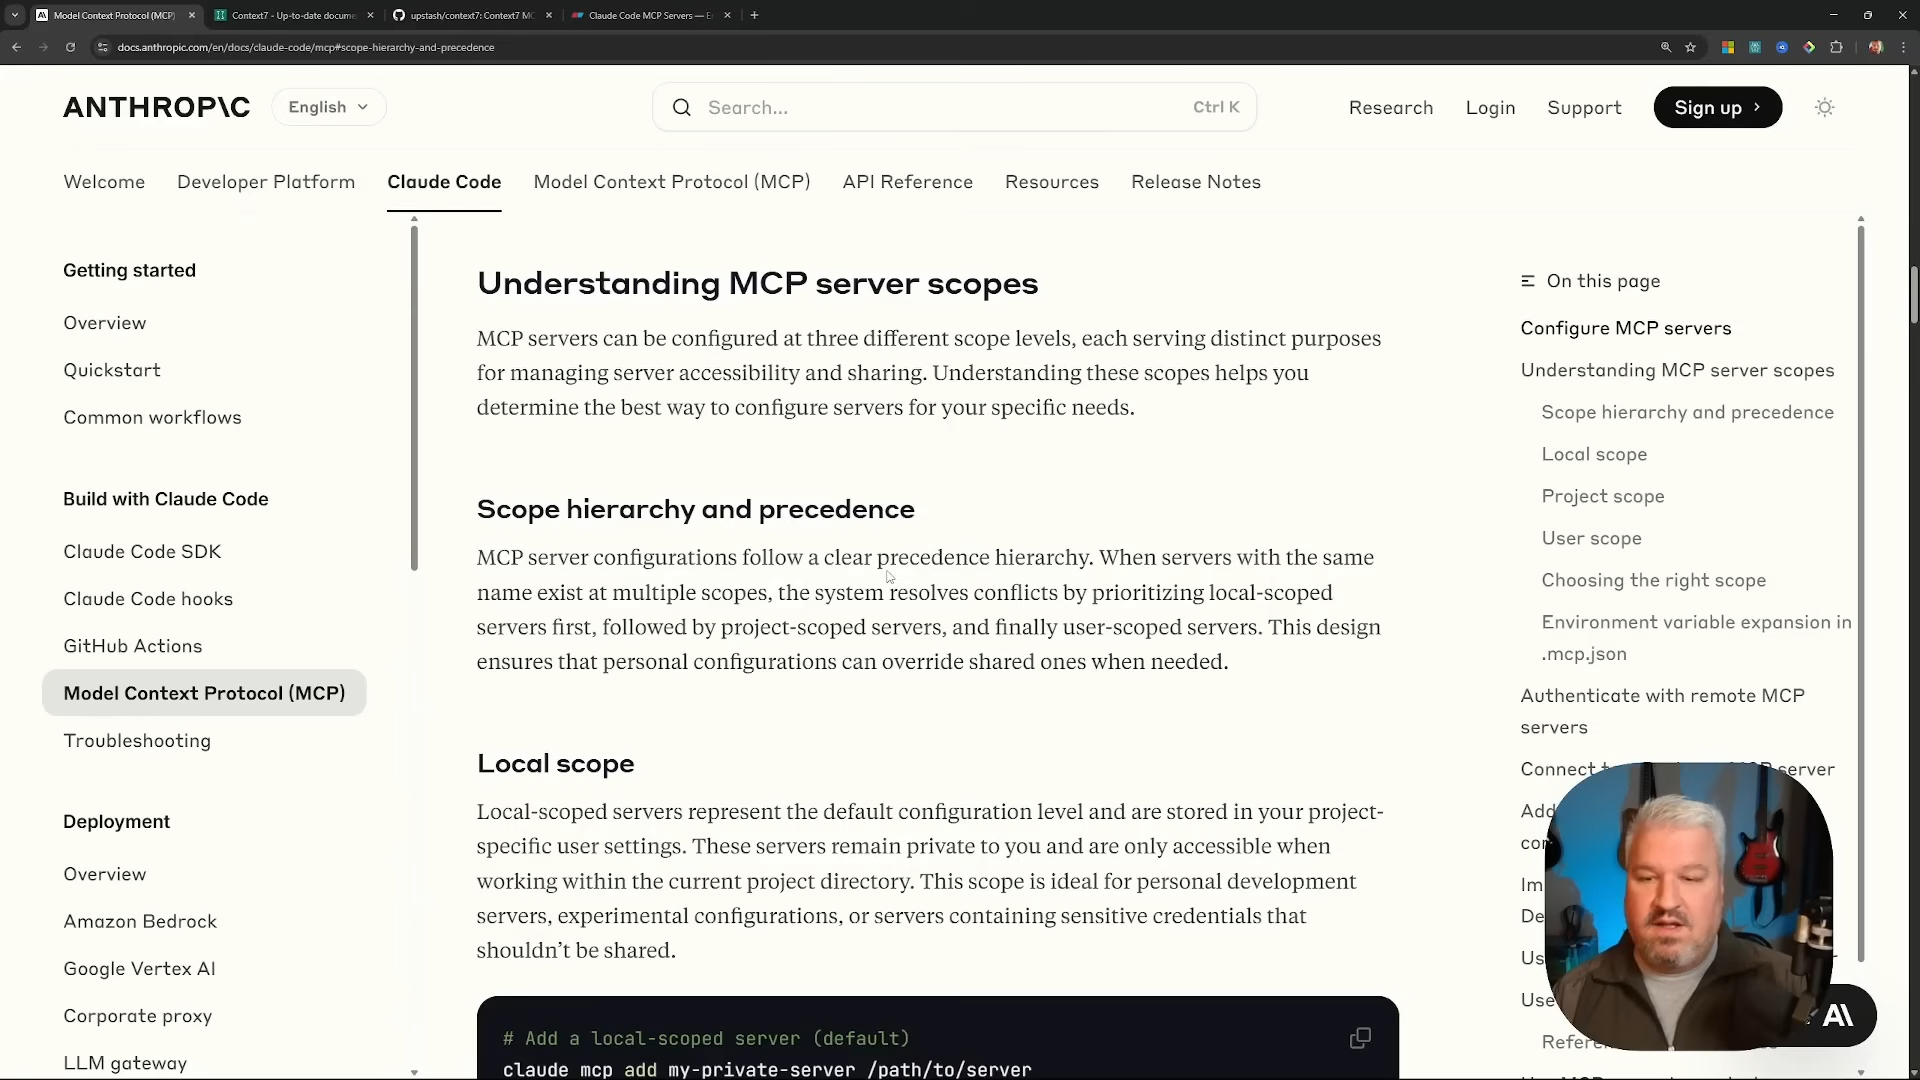 Model Context Protocol (MCP)
Context7 - Up-to-date docume
upstash/context7: Context7 MC
Claude Code MCP Servers — E
docs.anthropic.com/en/docs/claude-code/mcp#scope-hierarchy-and-precedence
ANTHROP\C
English
Search...
Ctrl K
Research
Login
Support
Sign up
Welcome
Developer Platform
Claude Code
Model Context Protocol (MCP)
API Reference
Resources
Release Notes
Getting started
Overview
Quickstart
Common workflows
Build with Claude Code
Claude Code SDK
Claude Code hooks
GitHub Actions
Model Context Protocol (MCP)
Troubleshooting
Deployment
Overview
Amazon Bedrock
Google Vertex AI
Corporate proxy
LLM gateway
Understanding MCP server scopes
MCP servers can be configured at three different scope levels, each serving distinct purposes
for managing server accessibility and sharing. Understanding these scopes helps you
determine the best way to configure servers for your specific needs.
Scope hierarchy and precedence
MCP server configurations follow a clear precedence hierarchy. When servers with the same
name exist at multiple scopes, the system resolves conflicts by prioritizing local-scoped
servers first, followed by project-scoped servers, and finally user-scoped servers. This design
ensures that personal configurations can override shared ones when needed.
Local scope
Local-scoped servers represent the default configuration level and are stored in your project-
specific user settings. These servers remain private to you and are only accessible when
working within the current project directory. This scope is ideal for personal development
servers, experimental configurations, or servers containing sensitive credentials that
shouldn't be shared.
# Add a local-scoped server (default)
claude mcp add my-private-server /path/to/server
On this page
Configure MCP servers
Understanding MCP server scopes
Scope hierarchy and precedence
Local scope
Project scope
User scope
Choosing the right scope
Environment variable expansion in
.mcp.json
Authenticate with remote MCP
servers
Connect server
Add
Im
De
Us
Use
A\